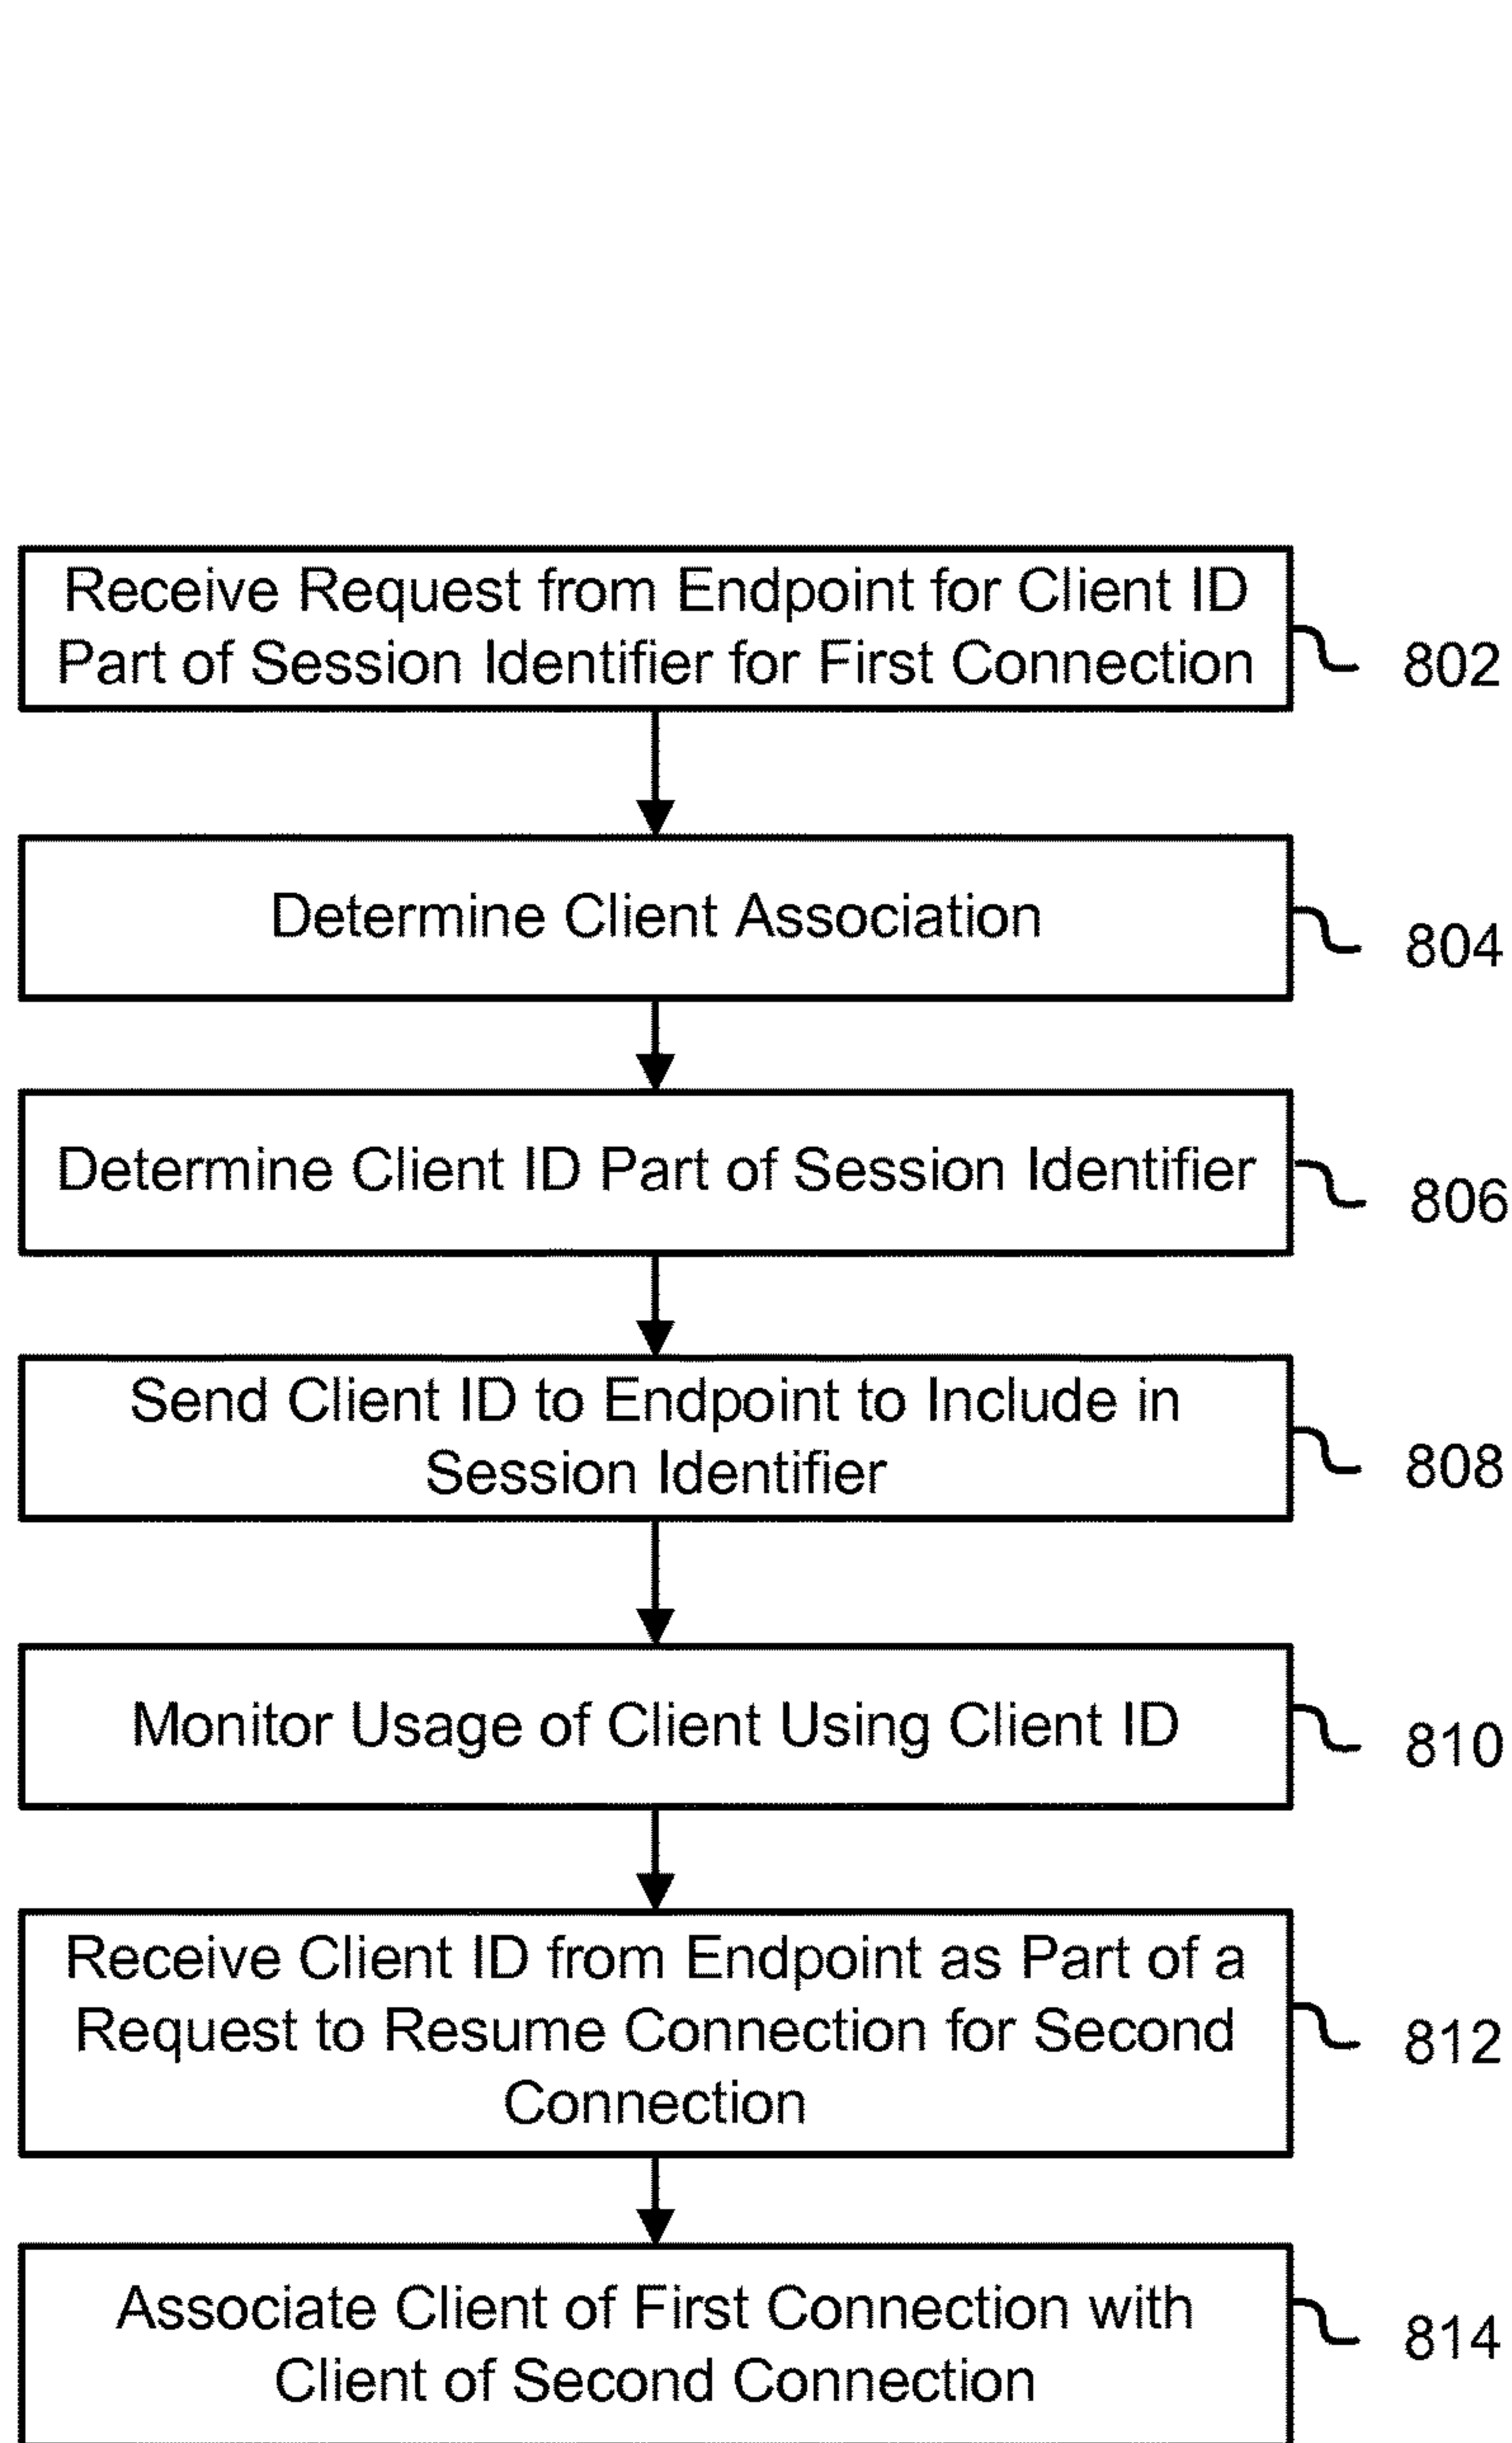 Receive Request from Endpoint for Client ID
Part of Session Identifier for First Connection
802
Determine Client Association
804
Determine Client ID Part of Session Identifier
806
Send Client ID to Endpoint to Include in
Session Identifier
808
Monitor Usage of Client Using Client ID
810
Receive Client ID from Endpoint as Part of a
Request to Resume Connection for Second
Connection
812
Associate Client of First Connection with
Client of Second Connection
814